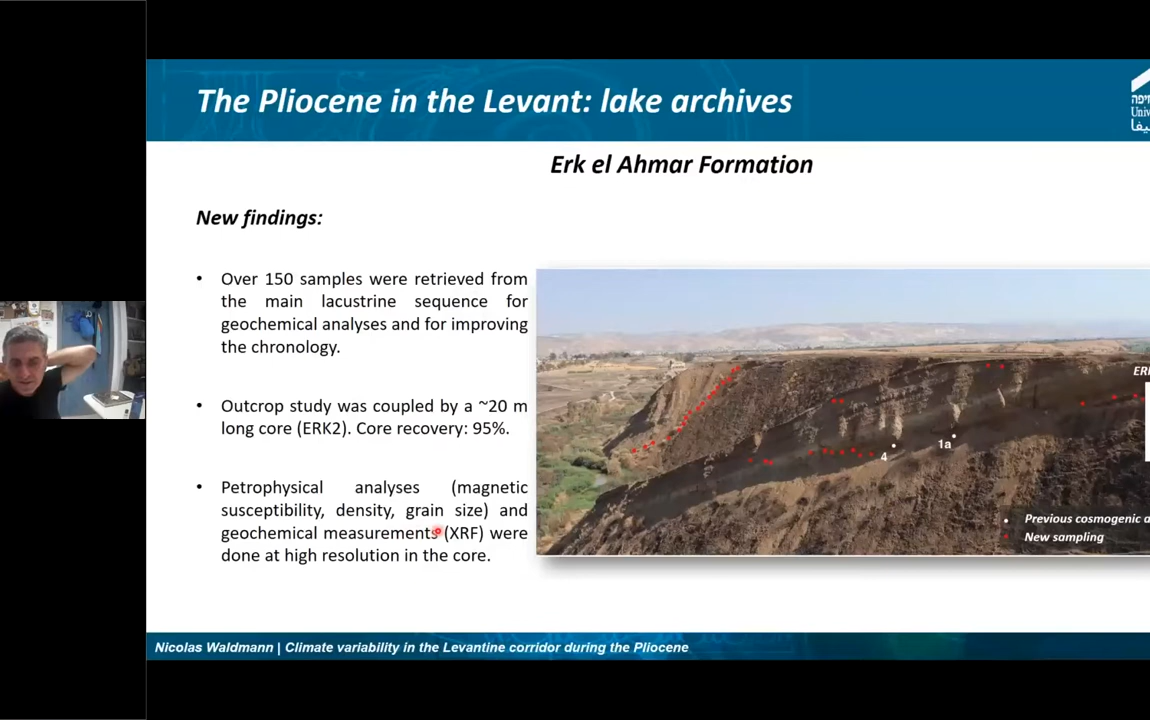 The Pliocene in the Levant: lake archives
יפה
Univ
يفا
Erk el Ahmar Formation
New findings:
• Over 150 samples were retrieved from
the main lacustrine sequence for
geochemical analyses and for improving
the chronology.
• Outcrop study was coupled by a ~20 m
long core (ERK2). Core recovery: 95%.
• Petrophysical analyses (magnetic
susceptibility, density, grain size) and
geochemical measurements (XRF) were
done at high resolution in the core.
ER
4
1a
Previous cosmogenic a
New sampling
Nicolas Waldmann | Climate variability in the Levantine corridor during the Pliocene